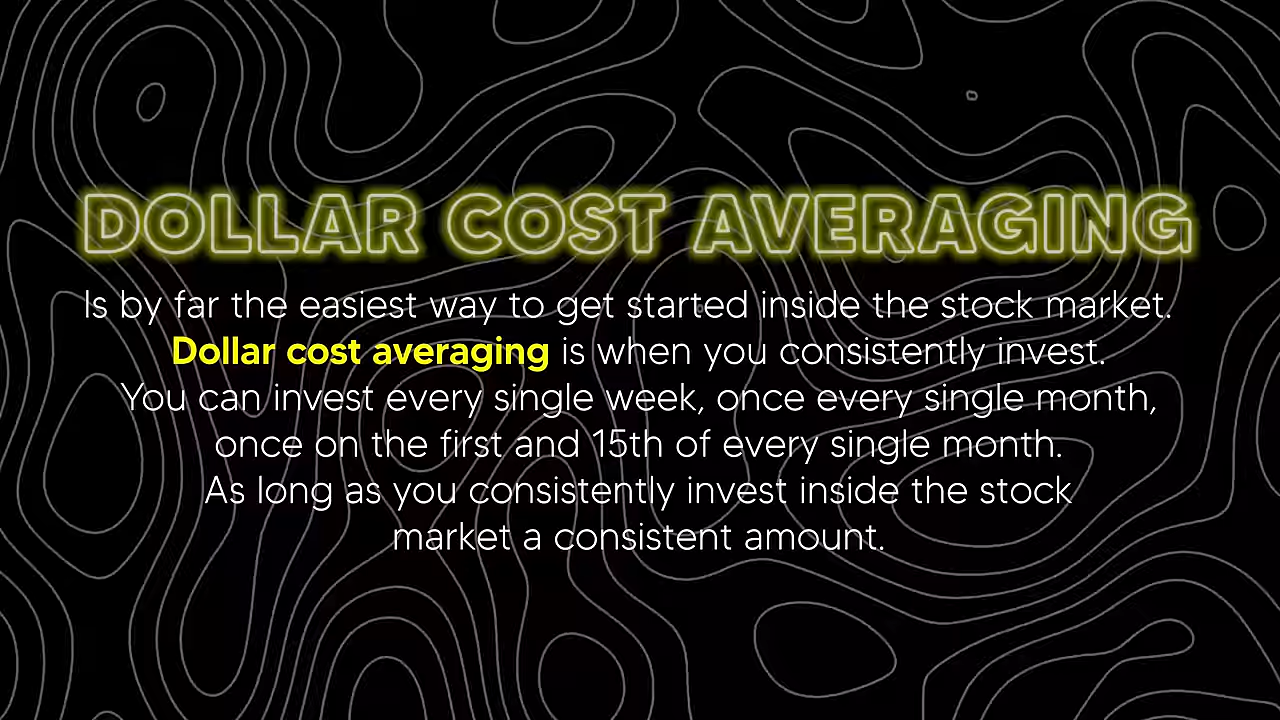 DOLLAR COST AVERAGING
Is by far the easiest way to get started inside the stock market.
Dollar cost averaging is when you consistently invest.
You can invest every single week, once every single month,
once on the first and 15th of every single month.
As long as you consistently invest inside the stock
market a consistent amount.